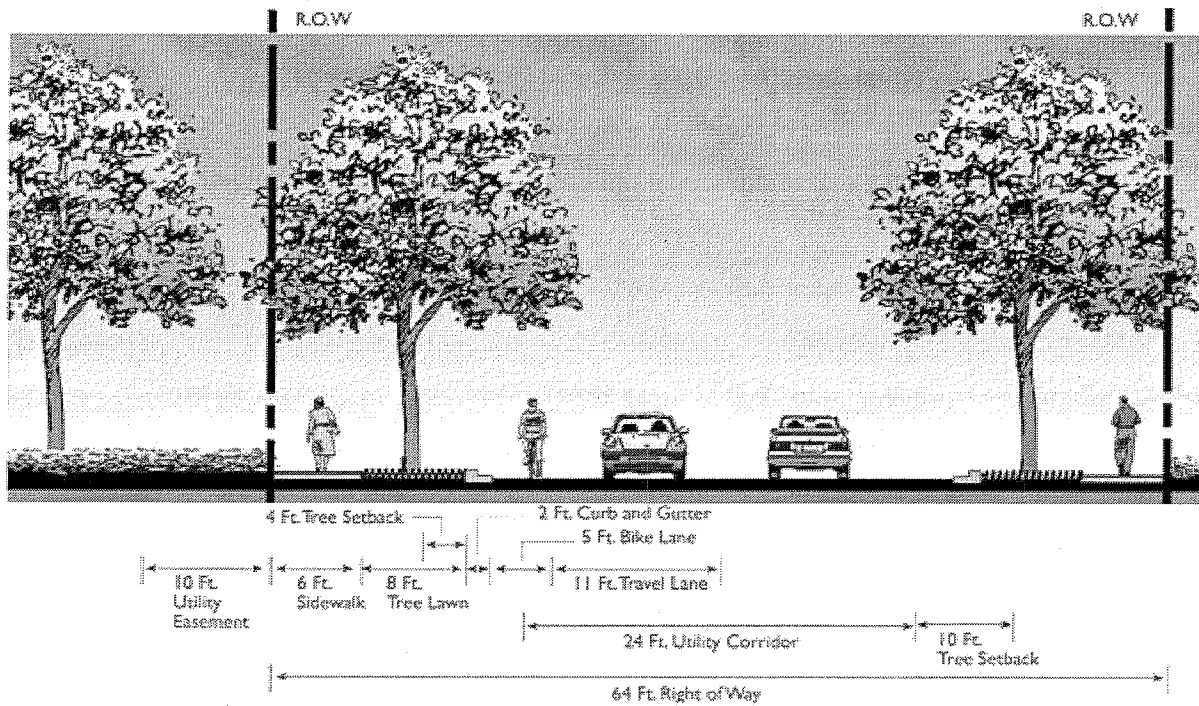 R.O.W
R.O.W
4 Ft. Tree Setback
2 Ft. Curb and Gutter
5 Ft. Bike Lane
10 Ft.
Utility
Easement
6 Ft.
Sidewalk
8 Ft.
Tree Lawn
11 Ft. Travel Lane
24 Ft. Utility Corridor
10 Ft.
Tree Setback
64 Ft. Right of Way